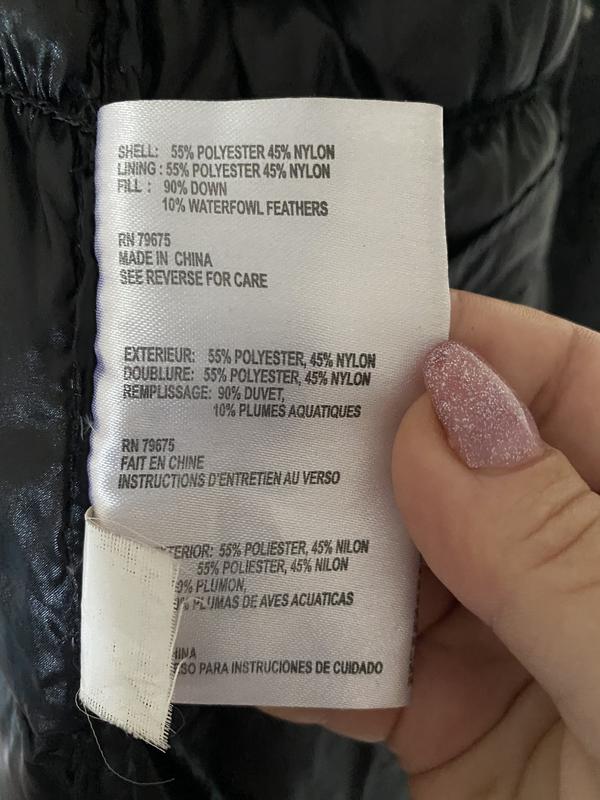 SHELL: 55% POLYESTER 45% NYLON
LINING : 55% POLYESTER 45% NYLON
FILL : 90% DOWN
10% WATERFOWL FEATHERS
RN 79675
MADE IN CHINA
SEE REVERSE FOR CARE
EXTERIEUR: 55% POLYESTER, 45% NYLON
DOUBLURE: 55% POLYESTER, 45% NYLON
REMPLISSAGE: 90% DUVET,
10% PLUMES AQUATIQUES
RN 79675
FAIT EN CHINE
INSTRUCTIONS D'ENTRETIEN AU VERSO
TERIOR: 55% POLIESTER, 45% NILON
55% POLIESTER, 45% NILON
% PLUMON,
% PLUMAS DE AVES ACUATICAS
HINA
SO PARA INSTRUCIONES DE CUIDADO